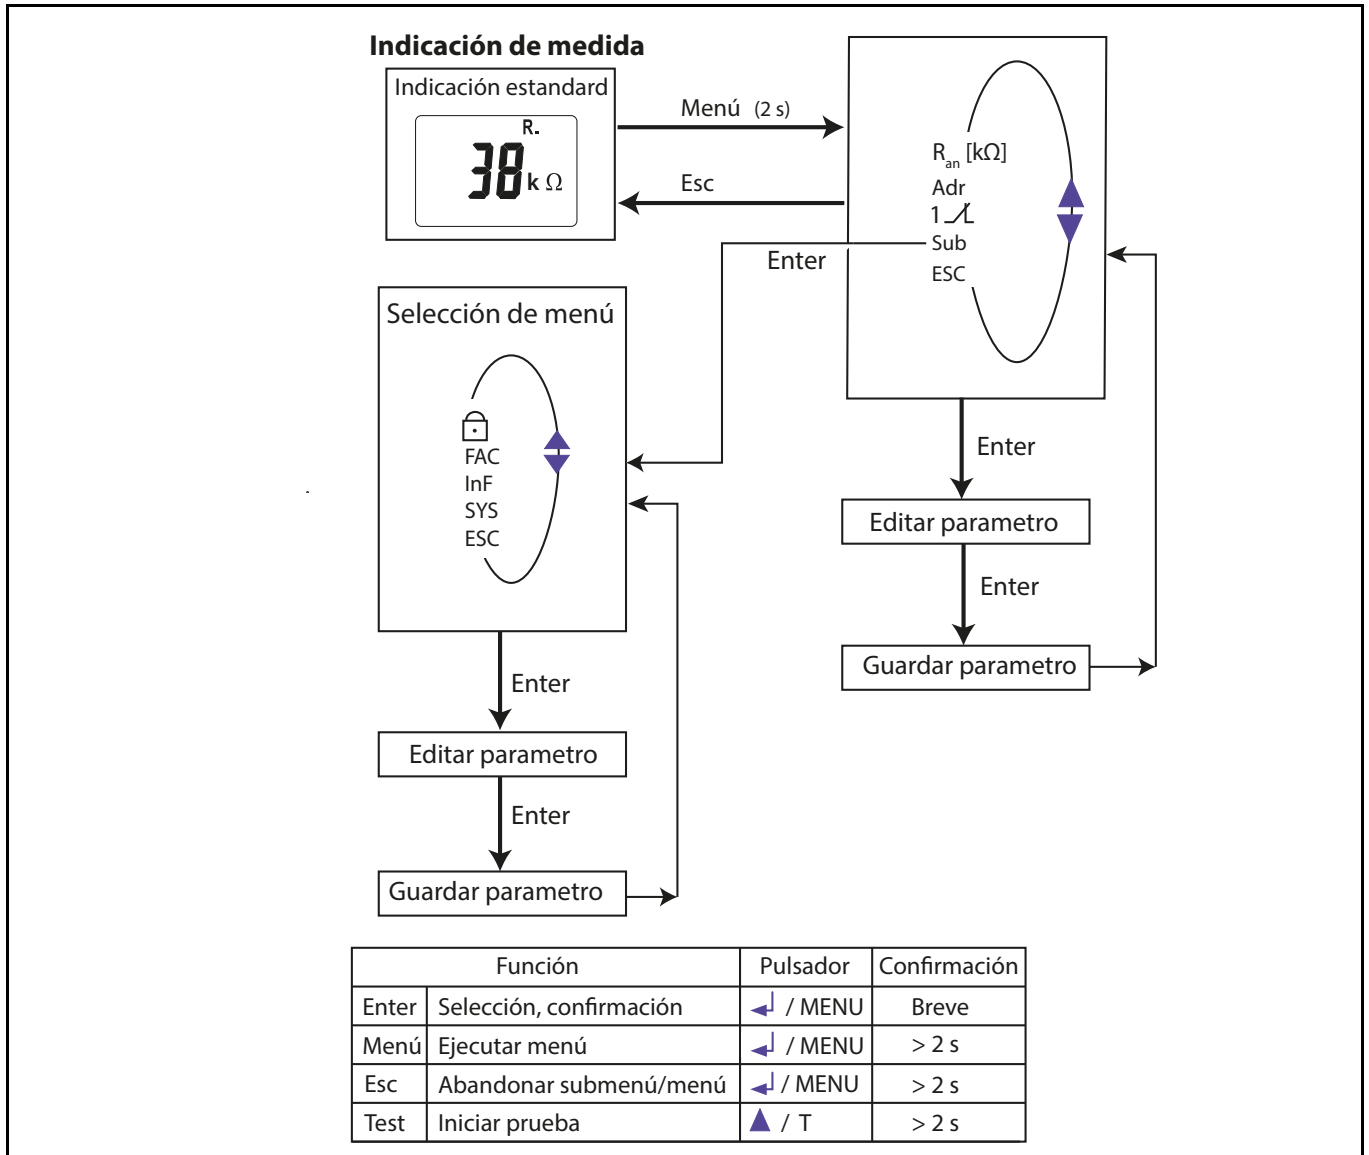 Indicación de medida
Indicación estandard
R.
38 k Ω
Menú (2 s)
Esc
Ran [kΩ]
Adr
1
Sub
ESC
Enter
Selección de menú
FAC
InF
SYS
ESC
Enter
Editar parametro
Enter
Guardar parametro
Enter
Editar parametro
Enter
Guardar parametro
Función Pulsador Confirmación
Enter Selección, confirmación / MENU Breve
Menú Ejecutar menú / MENU > 2 s
Esc Abandonar submenú/menú / MENU > 2 s
Test Iniciar prueba / T > 2 s